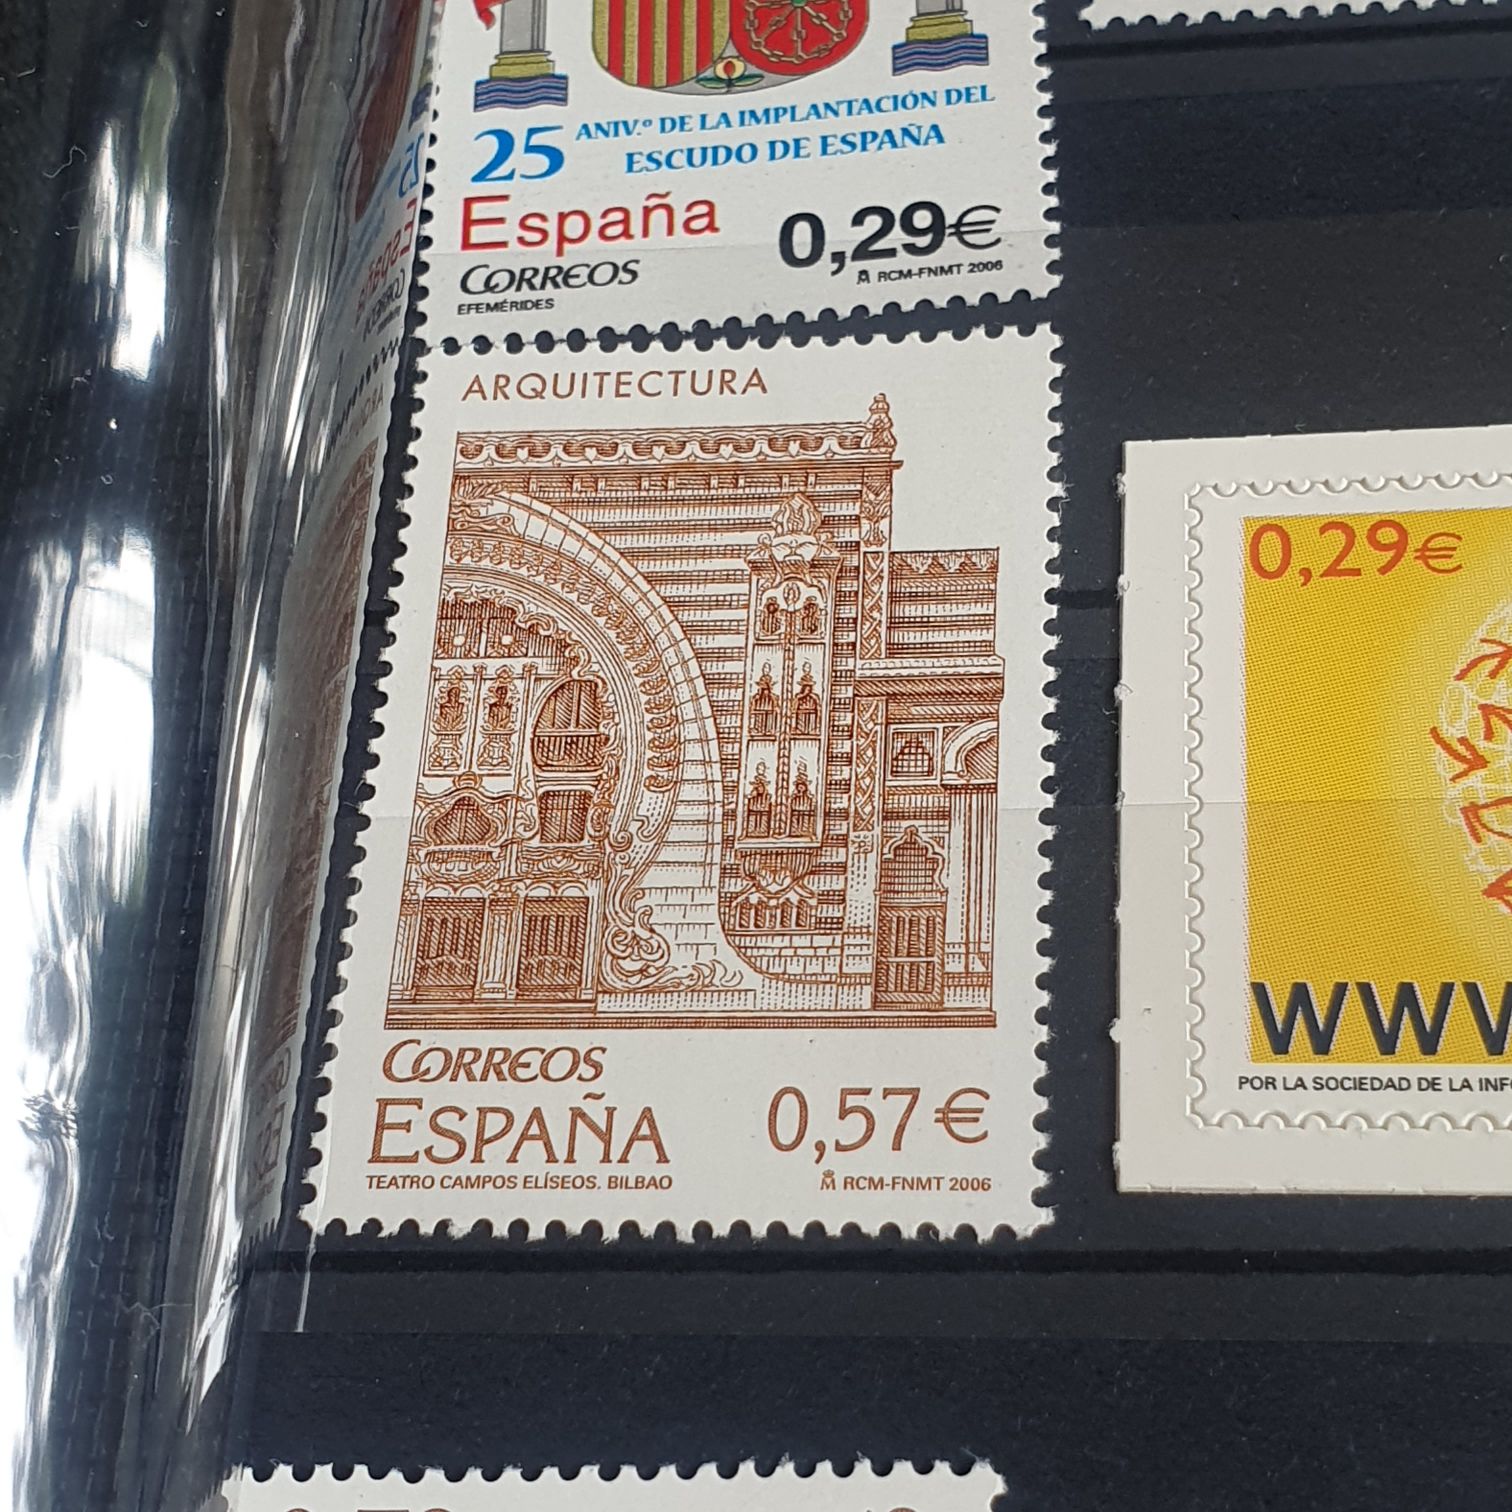 25 ANIV.º DE LA IMPLANTACIÓN DEL
ESCUDO DE ESPAÑA
España 0,29€
CORREOS RCM-FNMT 2006
EFEMÉRIDES
ARQUITECTURA
CORREOS
ESPAÑA 0,57 €
TEATRO CAMPOS ELÍSEOS. BILBAO RCM-FNMT 2006
0,29€
WWW
POR LA SOCIEDAD DE LA INFO